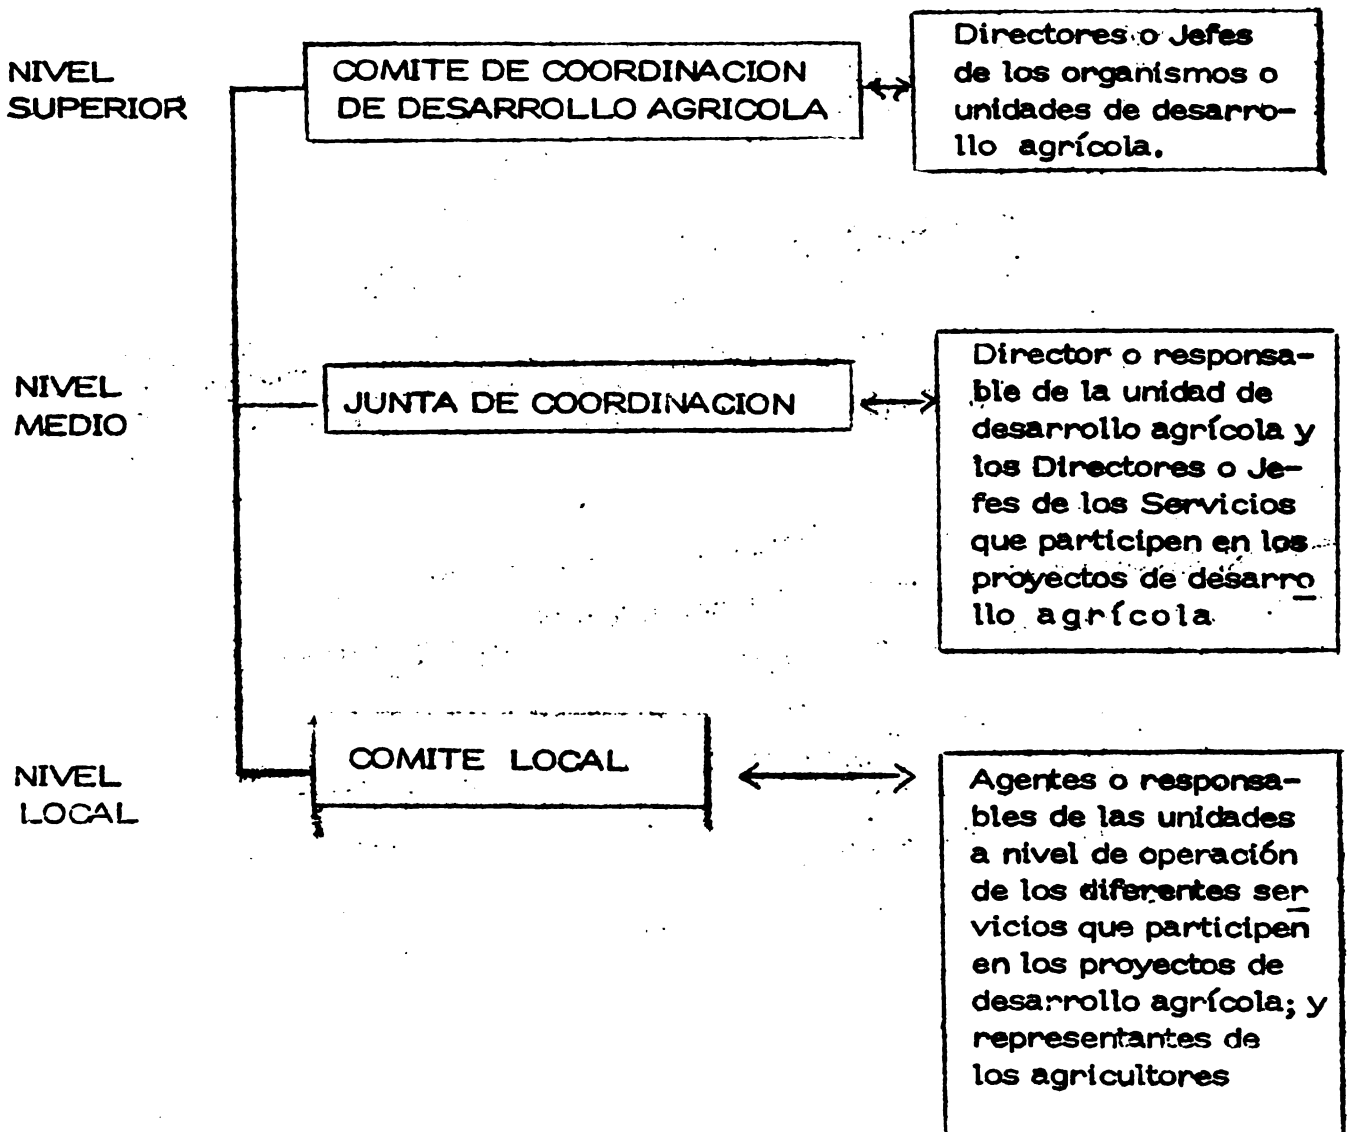 NIVEL
SUPERIOR
COMITE DE COORDINACION
DE DESARROLLO AGRICOLA
Directores o Jefes
de los organismos o
unidades de desarro-
llo agrícola.
NIVEL
MEDIO
JUNTA DE COORDINACION
Director o responsa-
ble de la unidad de
desarrollo agrícola y
los Directores o Je-
fes de los Servicios
que participen en los
proyectos de desarro
llo agrícola
NIVEL
LOCAL
COMITE LOCAL
Agentes o responsa-
bles de las unidades
a nivel de operación
de los diferentes ser
vicios que participen
en los proyectos de
desarrollo agrícola; y
representantes de
los agricultores